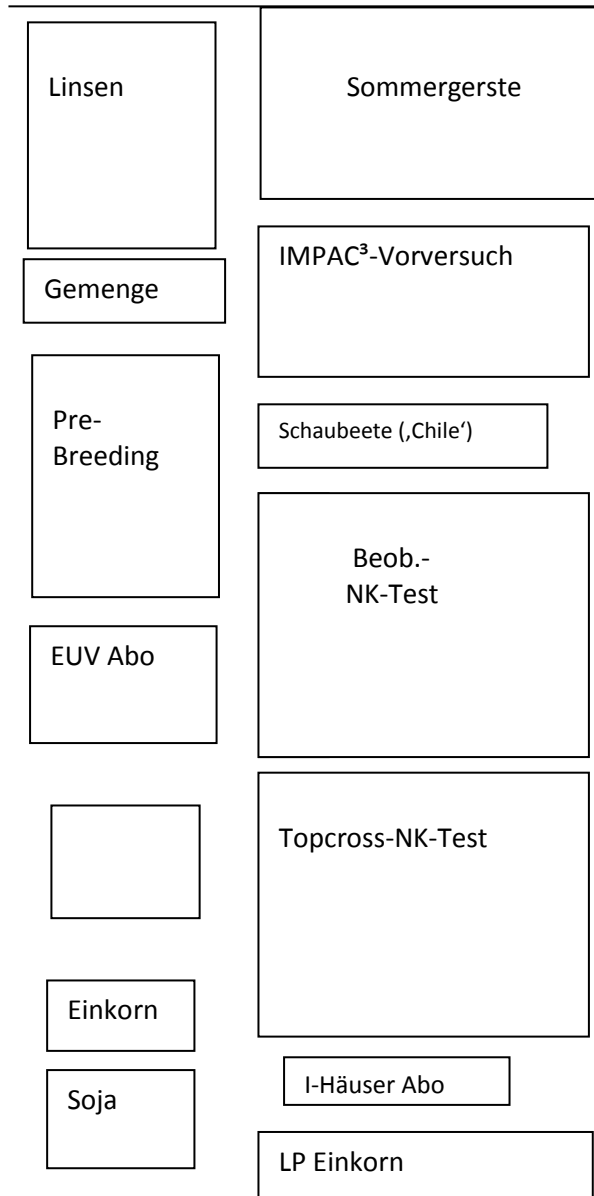 Linsen
Sommergerste
IMPAC³-Vorversuch
Gemenge
Pre-
Breeding
Schaubeete (‚Chile‘)
Beob.-
NK-Test
EUV Abo
Topcross-NK-Test
Einkorn
I-Häuser Abo
Soja
LP Einkorn